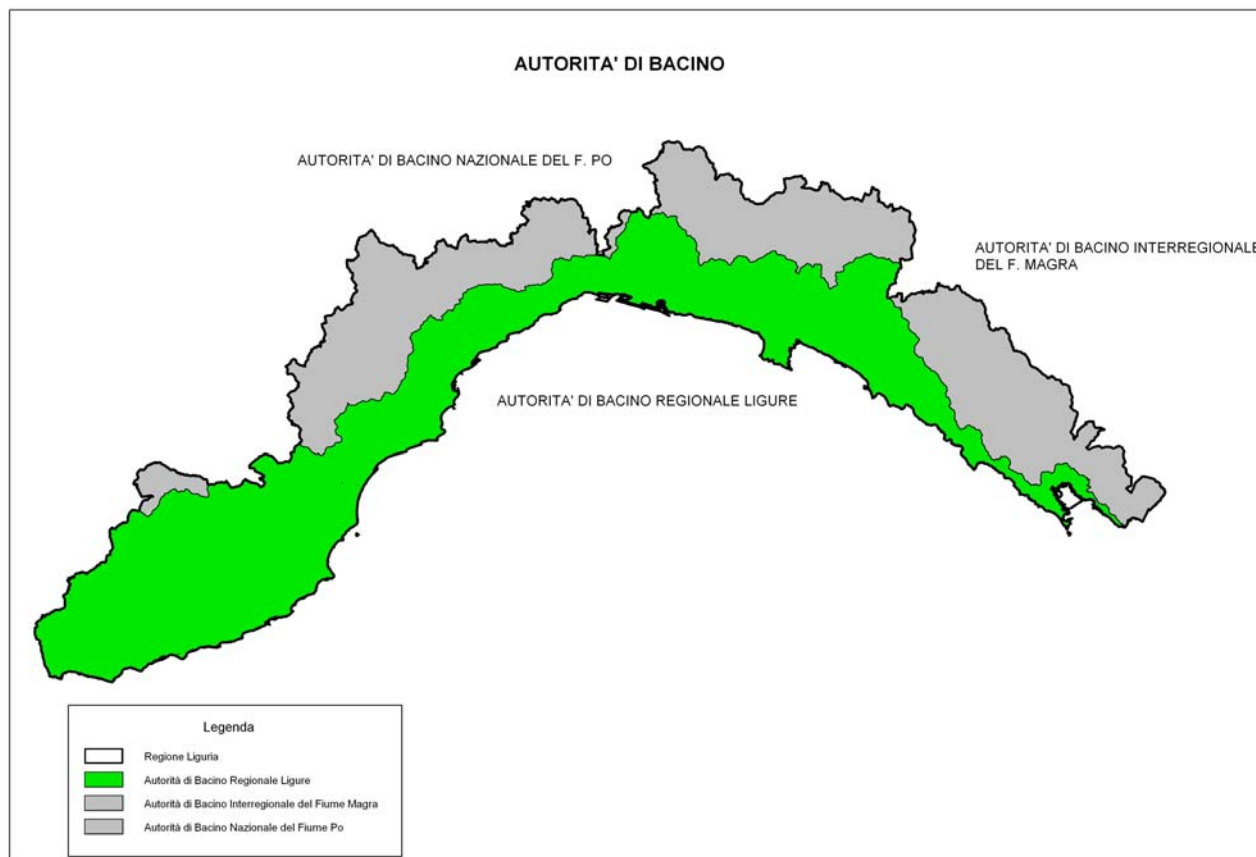 AUTORITA' DI BACINO
AUTORITA' DI BACINO NAZIONALE DEL F. PO
AUTORITA' DI BACINO INTERREGIONALE
DEL F. MAGRA
AUTORITA' DI BACINO REGIONALE LIGURE
Legenda
Regione Liguria
Autorità di Bacino Regionale Ligure
Autorità di Bacino Interregionale del Fiume Magra
Autorità di Bacino Nazionale del Fiume Po